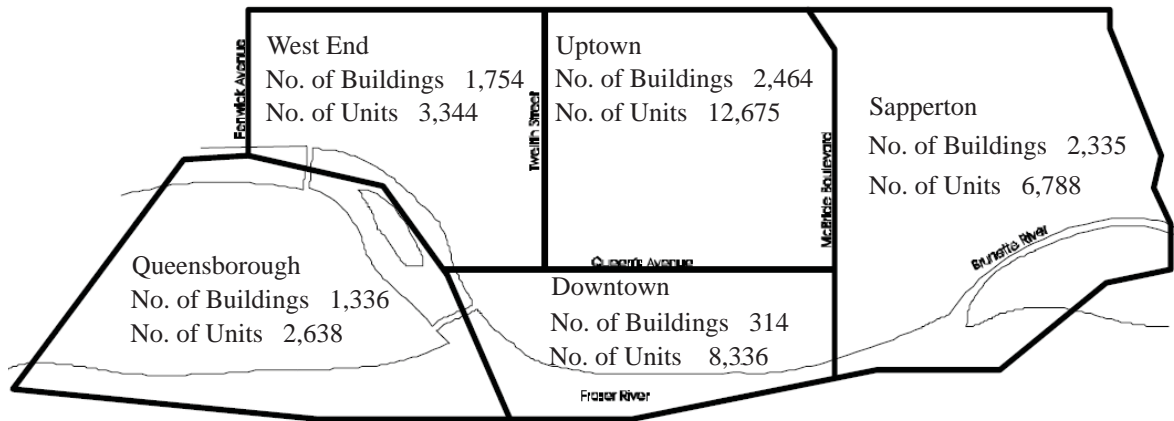 West End
No. of Buildings 1,754
No. of Units 3,344
Uptown
No. of Buildings 2,464
No. of Units 12,675
Sapperton
No. of Buildings 2,335
No. of Units 6,788
Queensborough
No. of Buildings 1,336
No. of Units 2,638
Downtown
No. of Buildings 314
No. of Units 8,336
Fenwick Avenue
Twelfth Street
McBride Boulevard
Queen's Avenue
Brunette River
Fraser River